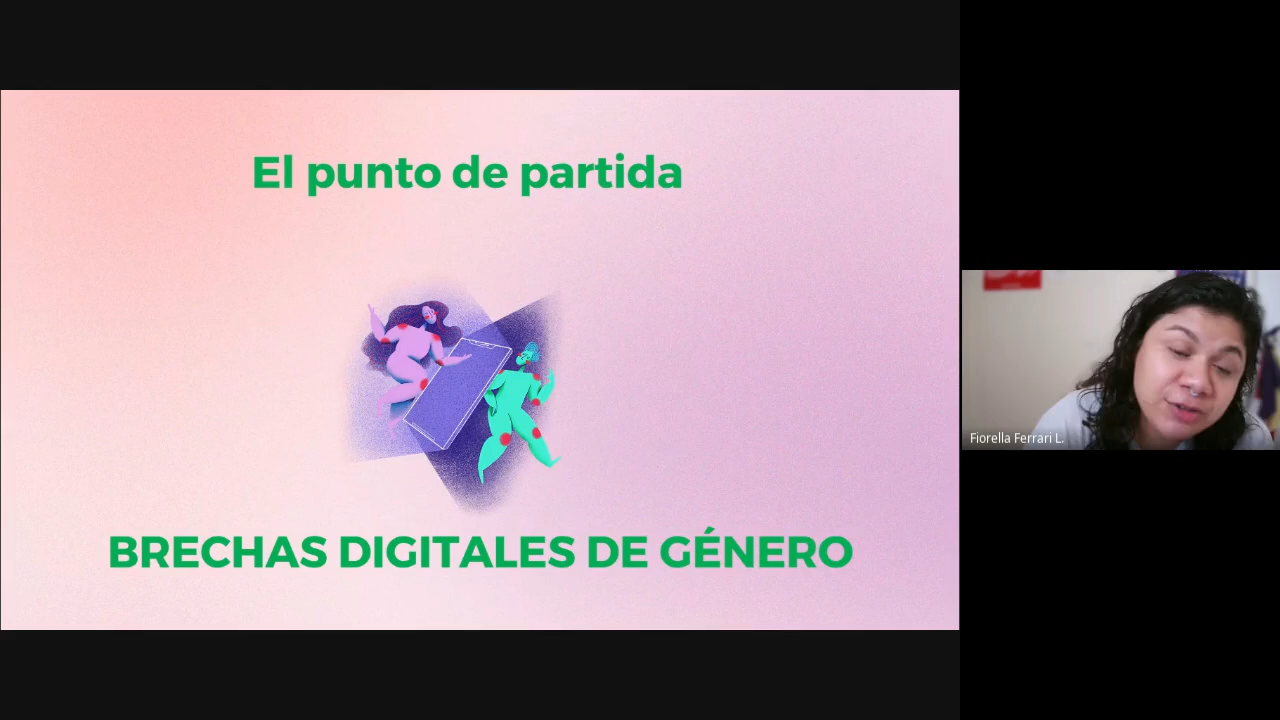 El punto de partida
BRECHAS DIGITALES DE GÉNERO
Fiorella Ferrari L.